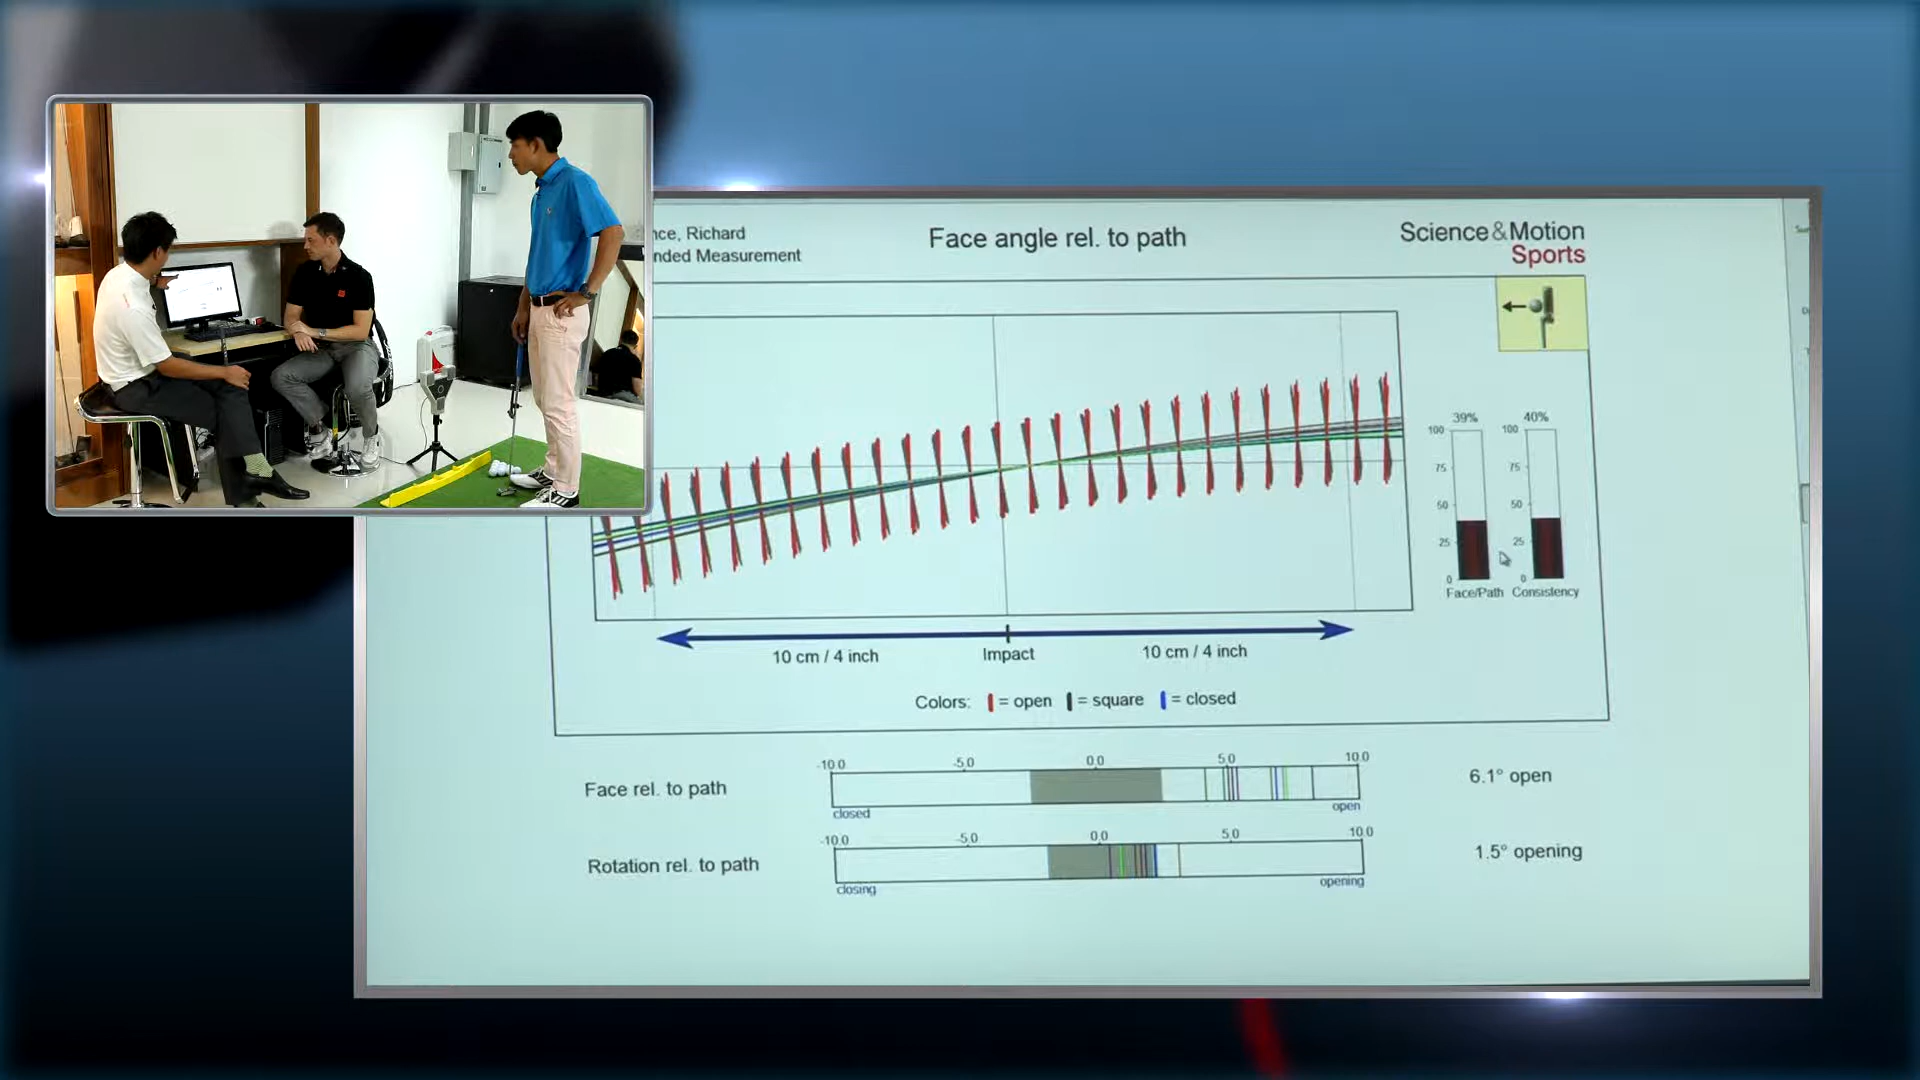 nce, Richard
nded Measurement
Face angle rel. to path
Science&Motion
Sports
39%
40%
100
75
50
25
0
100
75
50
25
0
Face/Path
Consistency
10 cm / 4 inch
Impact
10 cm / 4 inch
Colors: = open = square = closed
Face rel. to path
-10.0 -5.0 0.0 5.0 10.0
closed
open
6.1° open
Rotation rel. to path
-10.0 -5.0 0.0 5.0 10.0
closing
opening
1.5° opening